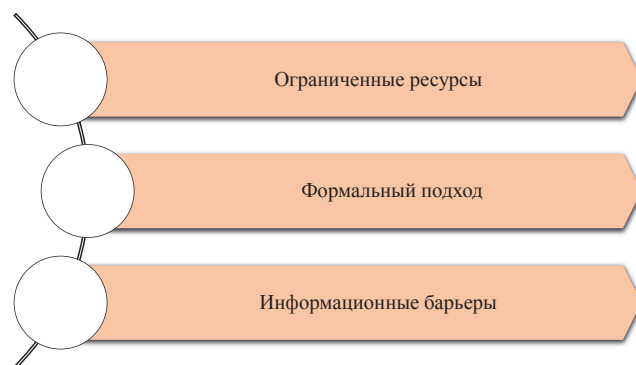 Ограниченные ресурсы
Формальный подход
Информационные барьеры